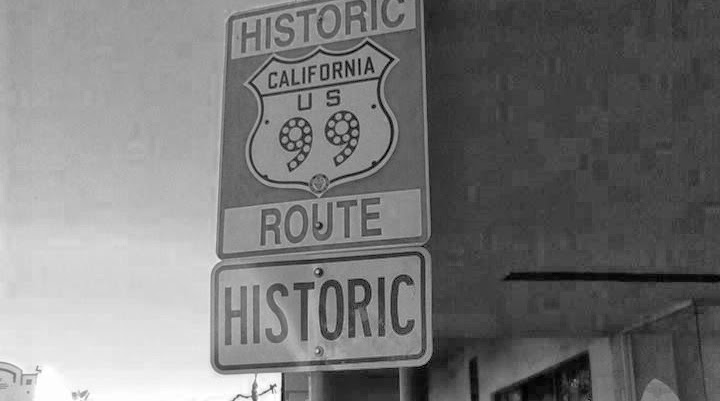 HISTORIC
CALIFORNIA
US
99
ROUTE
HISTORIC